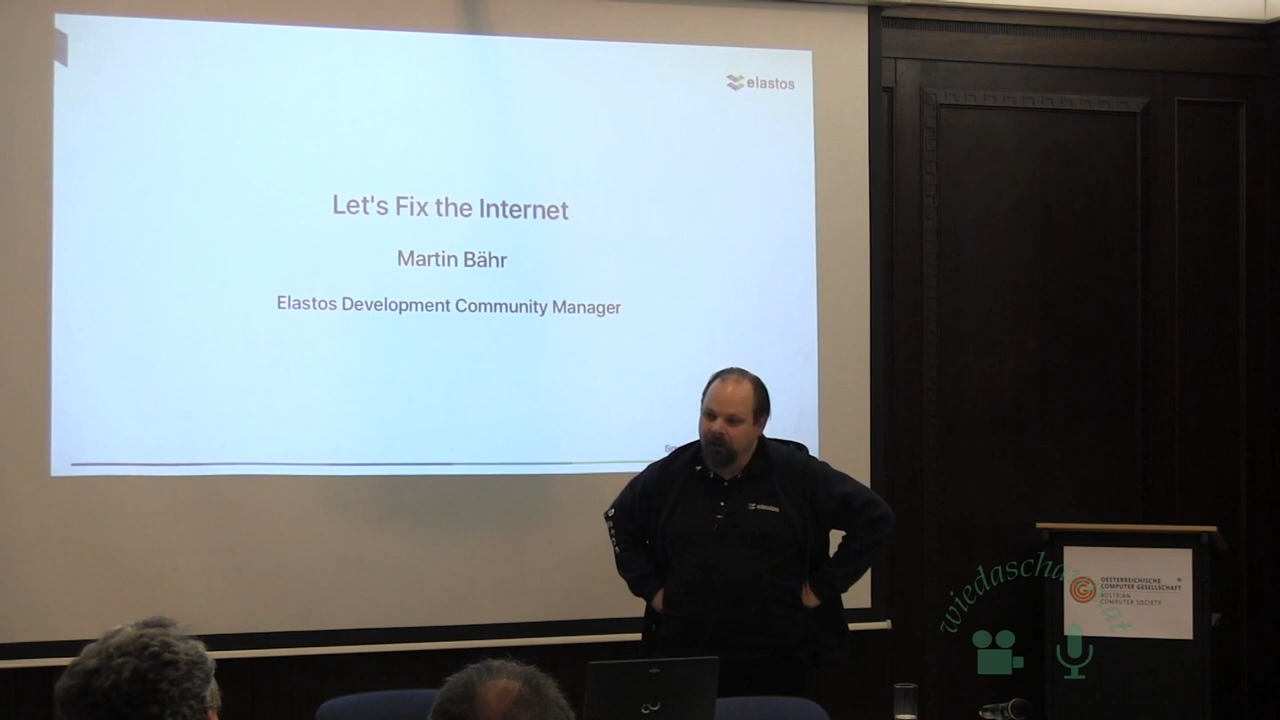 elastos
Let's Fix the Internet
Martin Bähr
Elastos Development Community Manager
elastos
OESTERREICHISCHE
COMPUTER GESELLSCHAFT
AUSTRIAN
COMPUTER SOCIETY